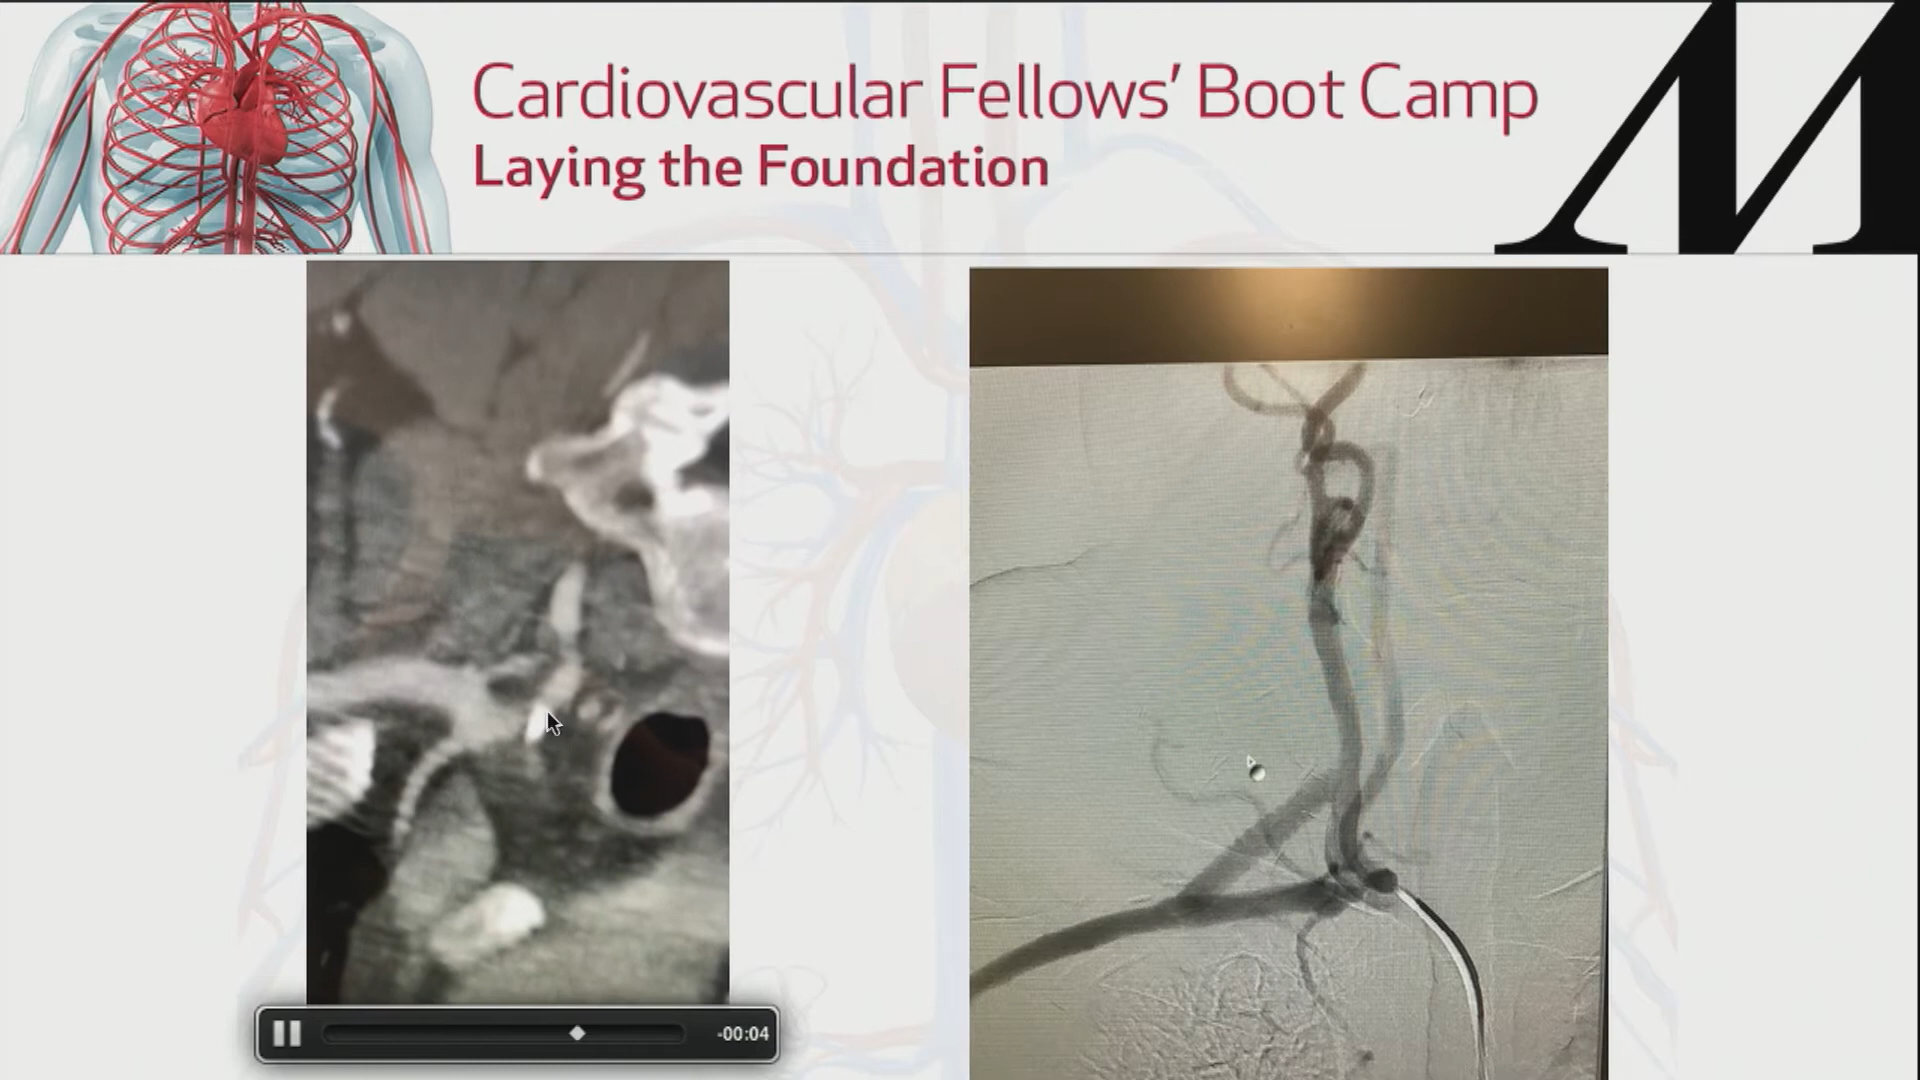 Cardiovascular Fellows’ Boot Camp
Laying the Foundation
M
-00:04